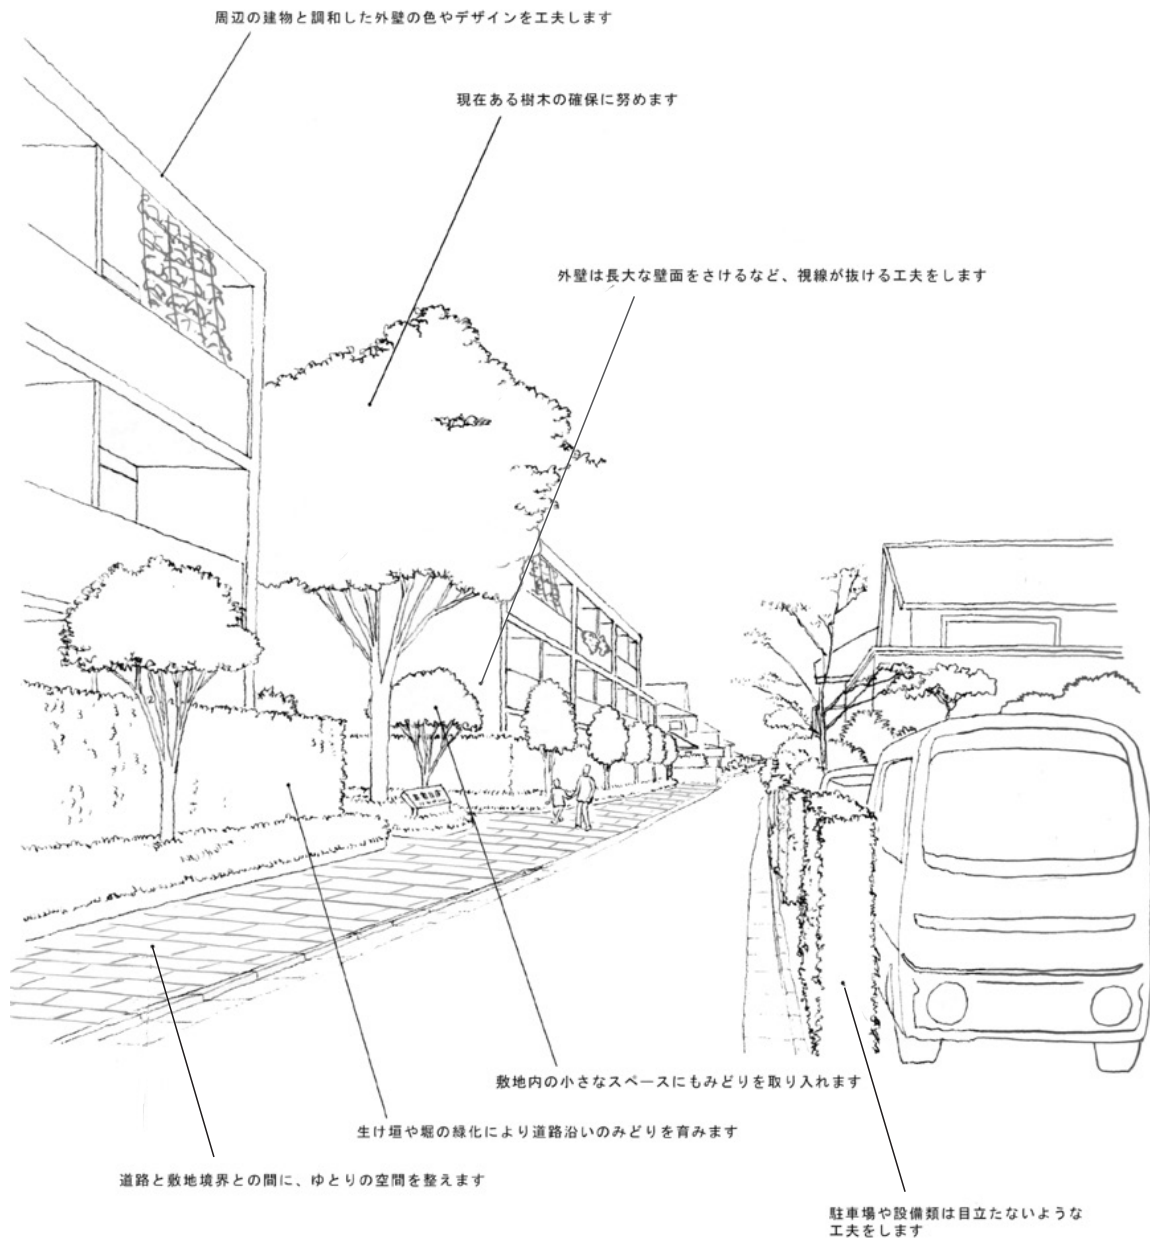 周辺の建物と調和した外壁の色やデザインを工夫します
現在ある樹木の確保に努めます
外壁は長大な壁面をさけるなど、視線が抜ける工夫をします
敷地内の小さなスペースにもみどりを取り入れます
生け垣や堀の緑化により道路沿いのみどりを育みます
道路と敷地境界との間に、ゆとりの空間を整えます
駐車場や設備類は目立たないような
工夫をします